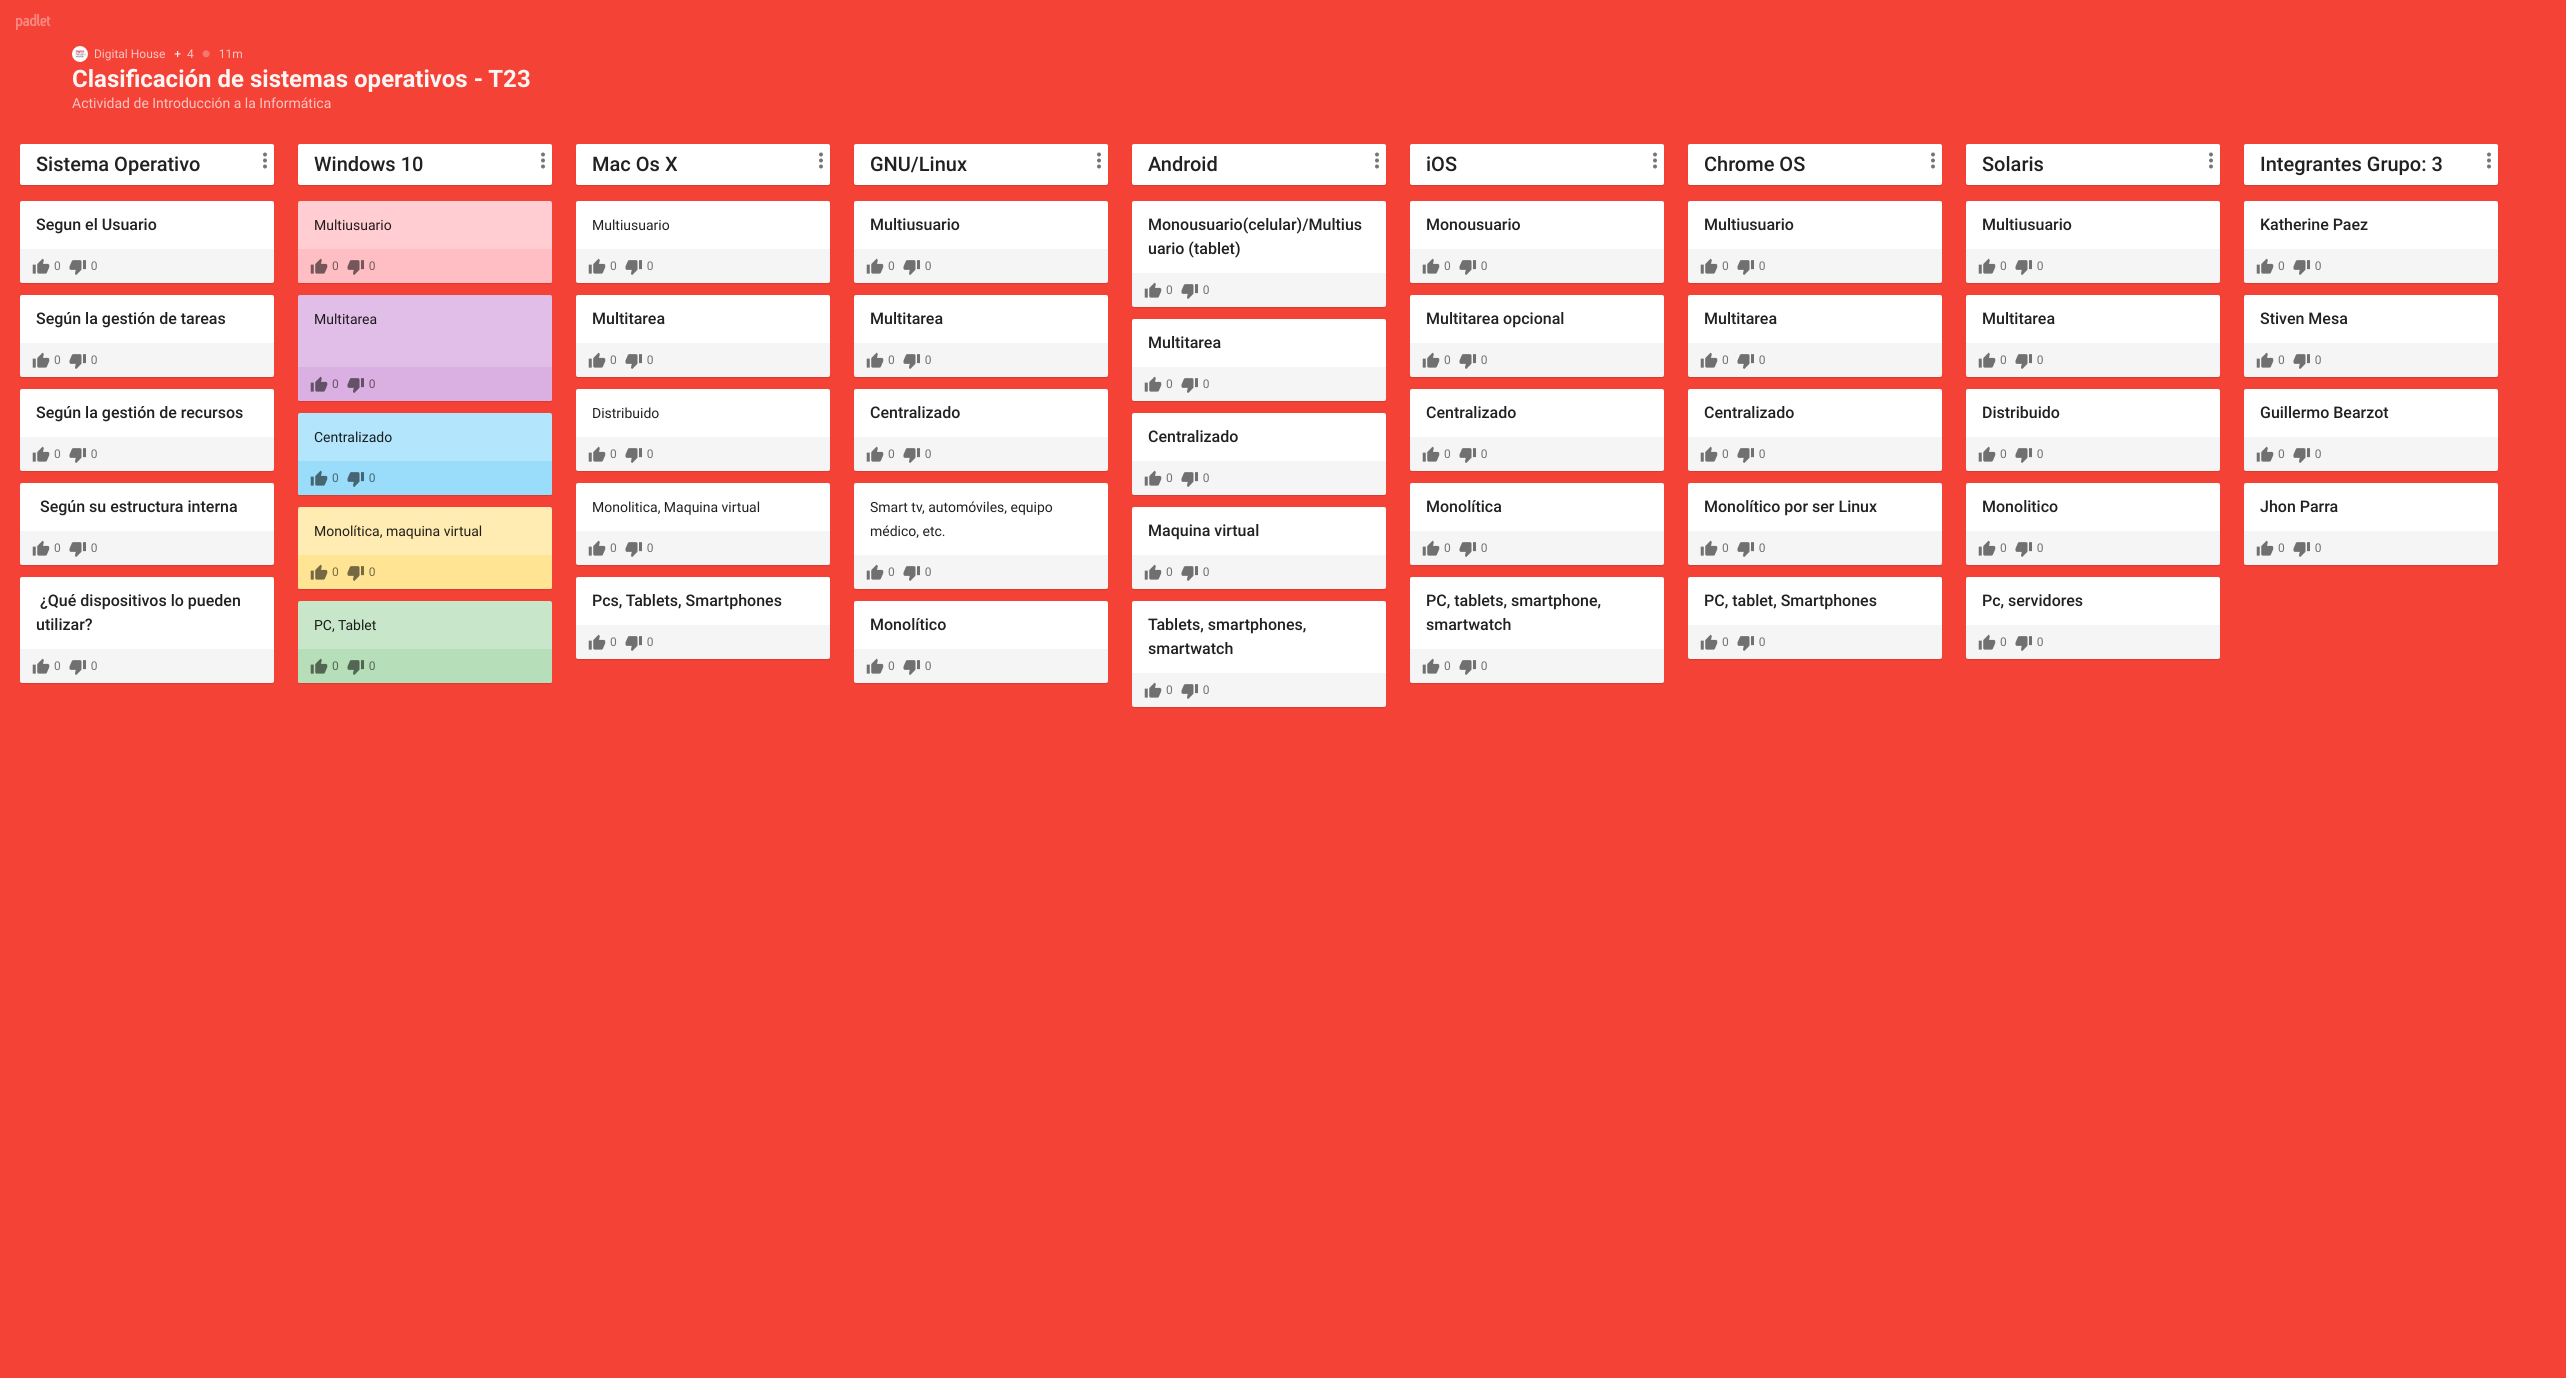 padlet
Digital House + 4 • 11m
Clasificación de sistemas operativos - T23
Actividad de Introducción a la Informática
Sistema Operativo
Segun el Usuario
0 0
Según la gestión de tareas
0 0
Según la gestión de recursos
0 0
Según su estructura interna
0 0
¿Qué dispositivos lo pueden
utilizar?
0 0
Windows 10
Multiusuario
0 0
Multitarea
0 0
Centralizado
0 0
Monolítica, maquina virtual
0 0
PC, Tablet
0 0
Mac Os X
Multiusuario
0 0
Multitarea
0 0
Distribuido
0 0
Monolitica, Maquina virtual
0 0
Pcs, Tablets, Smartphones
0 0
GNU/Linux
Multiusuario
0 0
Multitarea
0 0
Centralizado
0 0
Smart tv, automóviles, equipo
médico, etc.
0 0
Monolítico
0 0
Android
Monousuario(celular)/Multius
uario (tablet)
0 0
Multitarea
0 0
Centralizado
0 0
Maquina virtual
0 0
Tablets, smartphones,
smartwatch
0 0
iOS
Monousuario
0 0
Multitarea opcional
0 0
Centralizado
0 0
Monolítica
0 0
PC, tablets, smartphone,
smartwatch
0 0
Chrome OS
Multiusuario
0 0
Multitarea
0 0
Centralizado
0 0
Monolítico por ser Linux
0 0
PC, tablet, Smartphones
0 0
Solaris
Multiusuario
0 0
Multitarea
0 0
Distribuido
0 0
Monolitico
0 0
Pc, servidores
0 0
Integrantes Grupo: 3
Katherine Paez
0 0
Stiven Mesa
0 0
Guillermo Bearzot
0 0
Jhon Parra
0 0